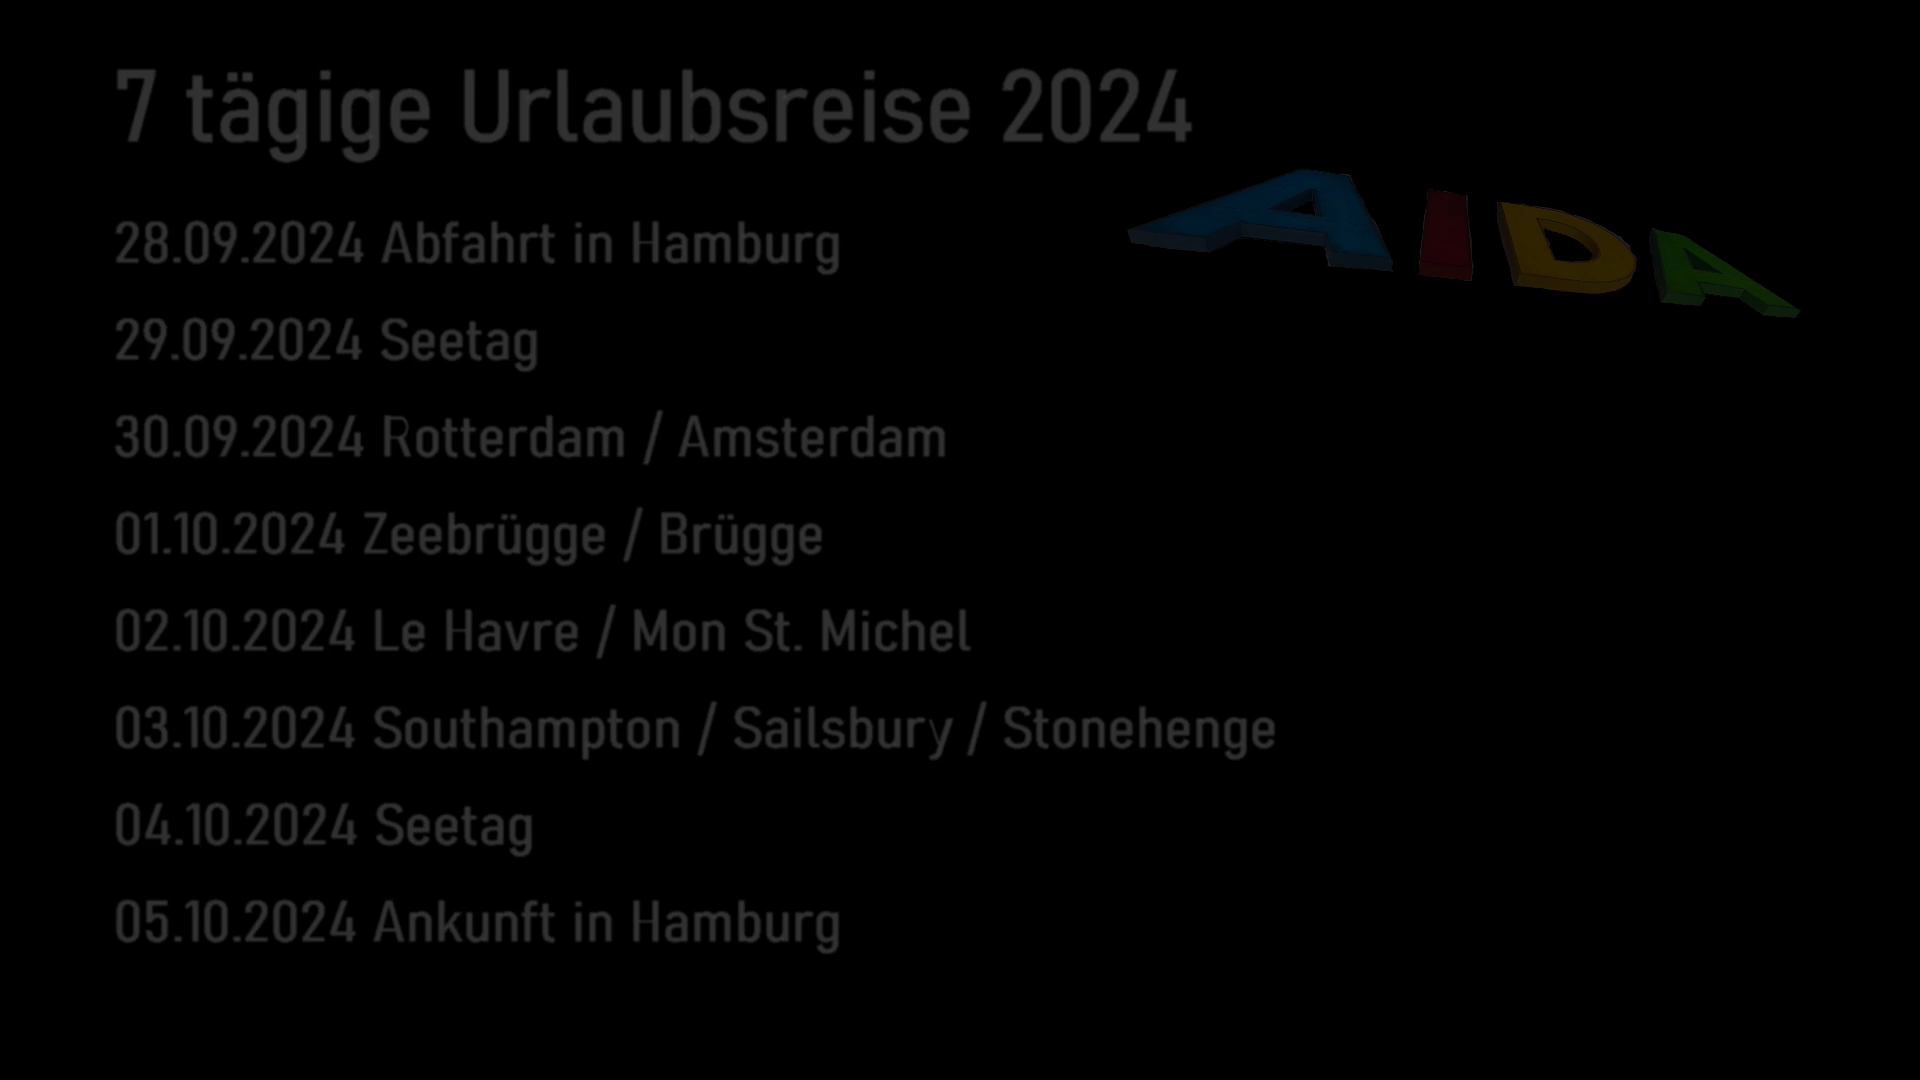 7 tägige Urlaubsreise 2024
AIDA
28.09.2024 Abfahrt in Hamburg
29.09.2024 Seetag
30.09.2024 Rotterdam / Amsterdam
01.10.2024 Zeebrügge / Brügge
02.10.2024 Le Havre / Mon St. Michel
03.10.2024 Southampton / Sailsbury / Stonehenge
04.10.2024 Seetag
05.10.2024 Ankunft in Hamburg